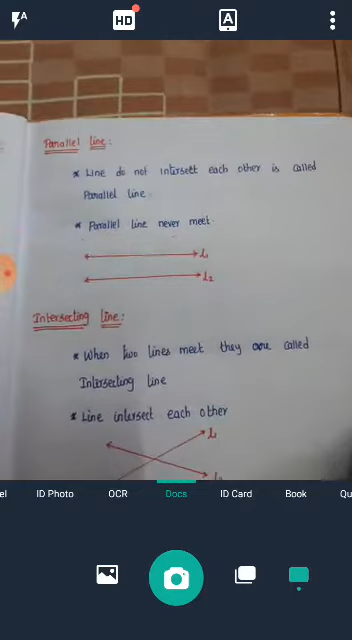 A
HD
A
Parallel line:
* Line do not intersect each other is called
Parallel line.
* Parallel line never meet.
L1
L2
Intersecting line:
* When two lines meet they are called
Intersecting line
* Line intersect each other
L1
el ID Photo OCR Docs ID Card Book Qu